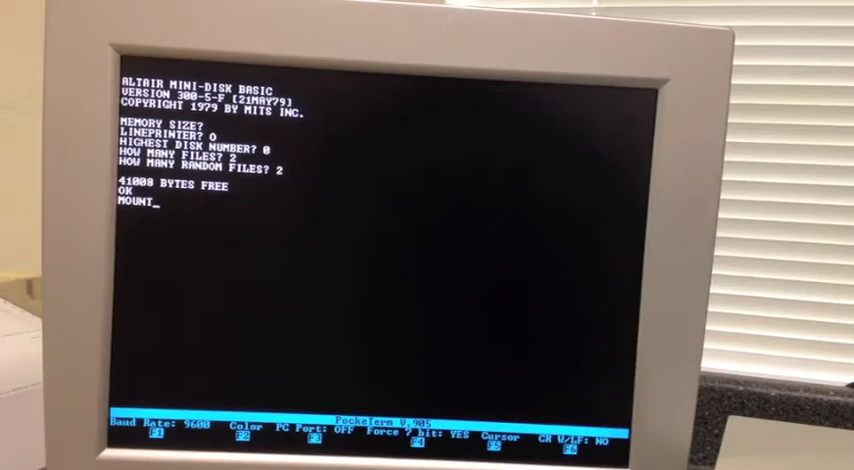 ALTAIR MINI-DISK BASIC
VERSION 300-5-F [21MAY79]
COPYRIGHT 1979 BY MITS INC.
MEMORY SIZE?
LINEPRINTER? O
HIGHEST DISK NUMBER? 0
HOW MANY FILES? 2
HOW MANY RANDOM FILES? 2
41008 BYTES FREE
OK
MOUNT_
PockeTerm V.905
Baud Rate: 9600 Color PC Port: OFF Force 7 bit: YES Cursor CR W/LF: NO
F1 F2 F3 F4 F5 F6